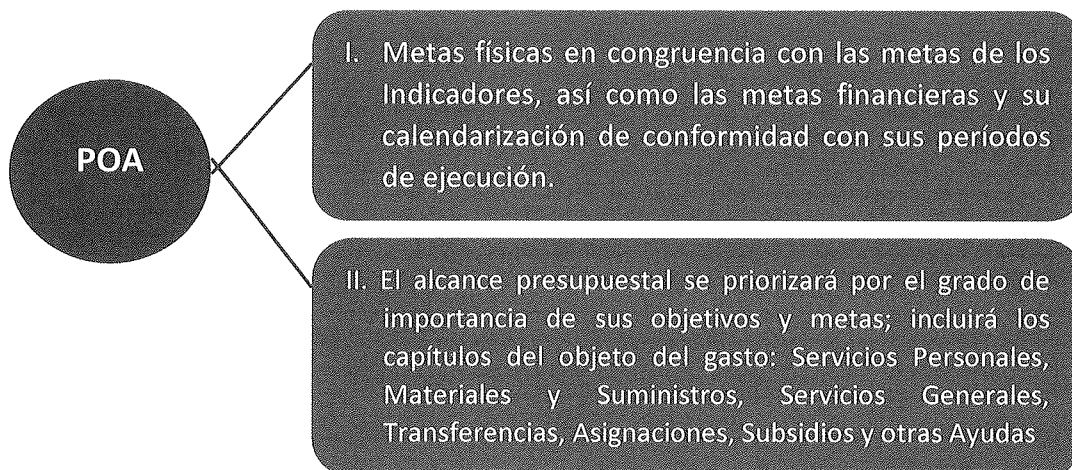 POA
I. Metas físicas en congruencia con las metas de los
Indicadores, así como las metas financieras y su
calendarización de conformidad con sus períodos
de ejecución.
II. El alcance presupuestal se priorizará por el grado de
importancia de sus objetivos y metas; incluirá los
capítulos del objeto del gasto: Servicios Personales,
Materiales y Suministros, Servicios Generales,
Transferencias, Asignaciones, Subsidios y otras Ayudas